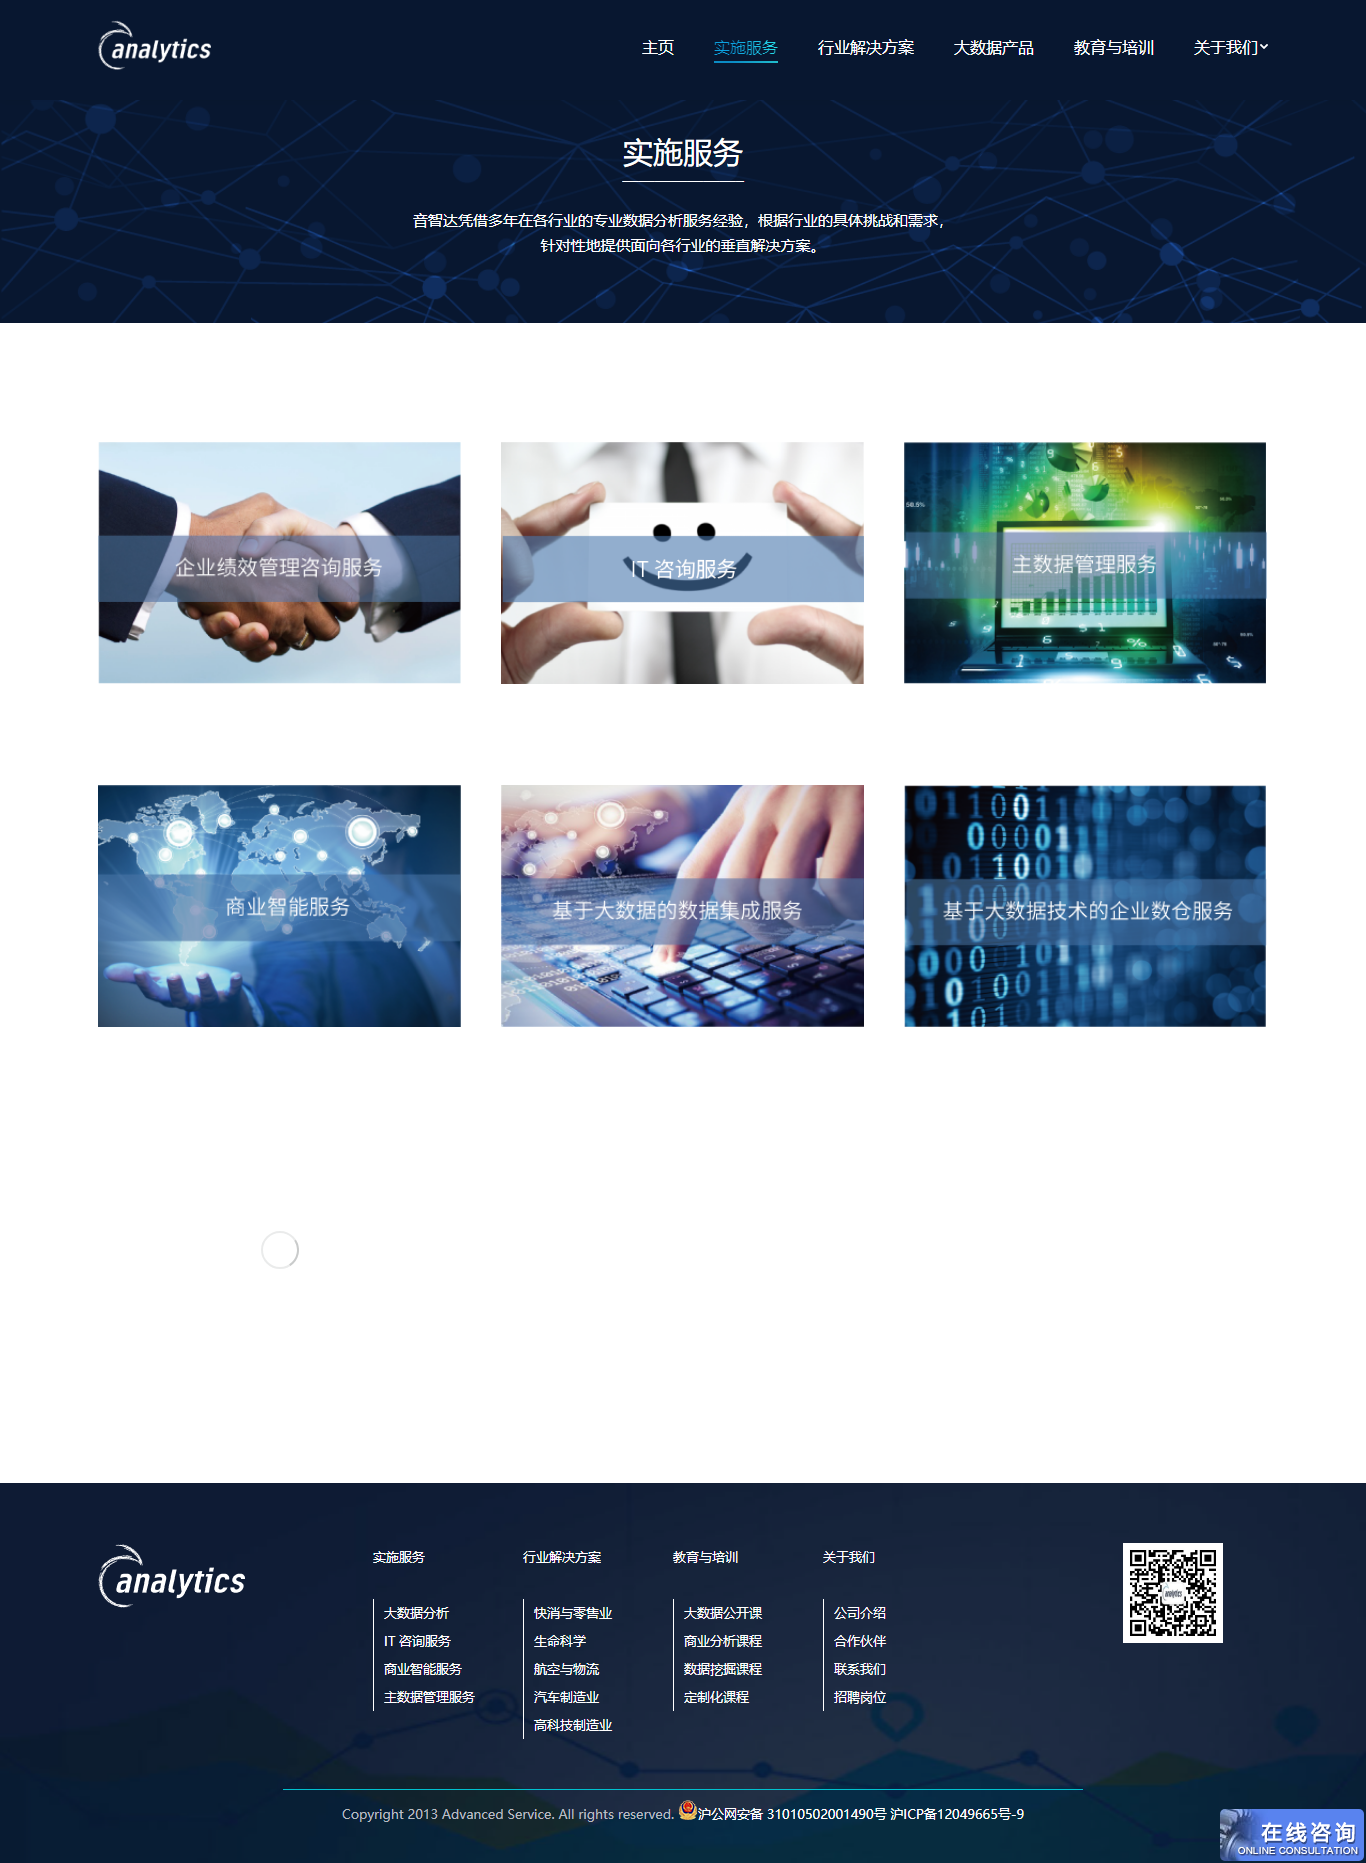 analytics
主页
实施服务
行业解决方案
大数据产品
教育与培训
关于我们
实施服务
音智达凭借多年在各行业的专业数据分析服务经验，根据行业的具体挑战和需求，
针对性地提供面向各行业的垂直解决方案。
企业绩效管理咨询服务
IT 咨询服务
主数据管理服务
商业智能服务
基于大数据的数据集成服务
基于大数据技术的企业数仓服务
analytics
实施服务
大数据分析
IT 咨询服务
商业智能服务
主数据管理服务
行业解决方案
快消与零售业
生命科学
航空与物流
汽车制造业
高科技制造业
教育与培训
大数据公开课
商业分析课程
数据挖掘课程
定制化课程
关于我们
公司介绍
合作伙伴
联系我们
招聘岗位
Copyright 2013 Advanced Service. All rights reserved. 沪公网安备 31010502001490号 沪ICP备12049665号-9
在线咨询
ONLINE CONSULTATION